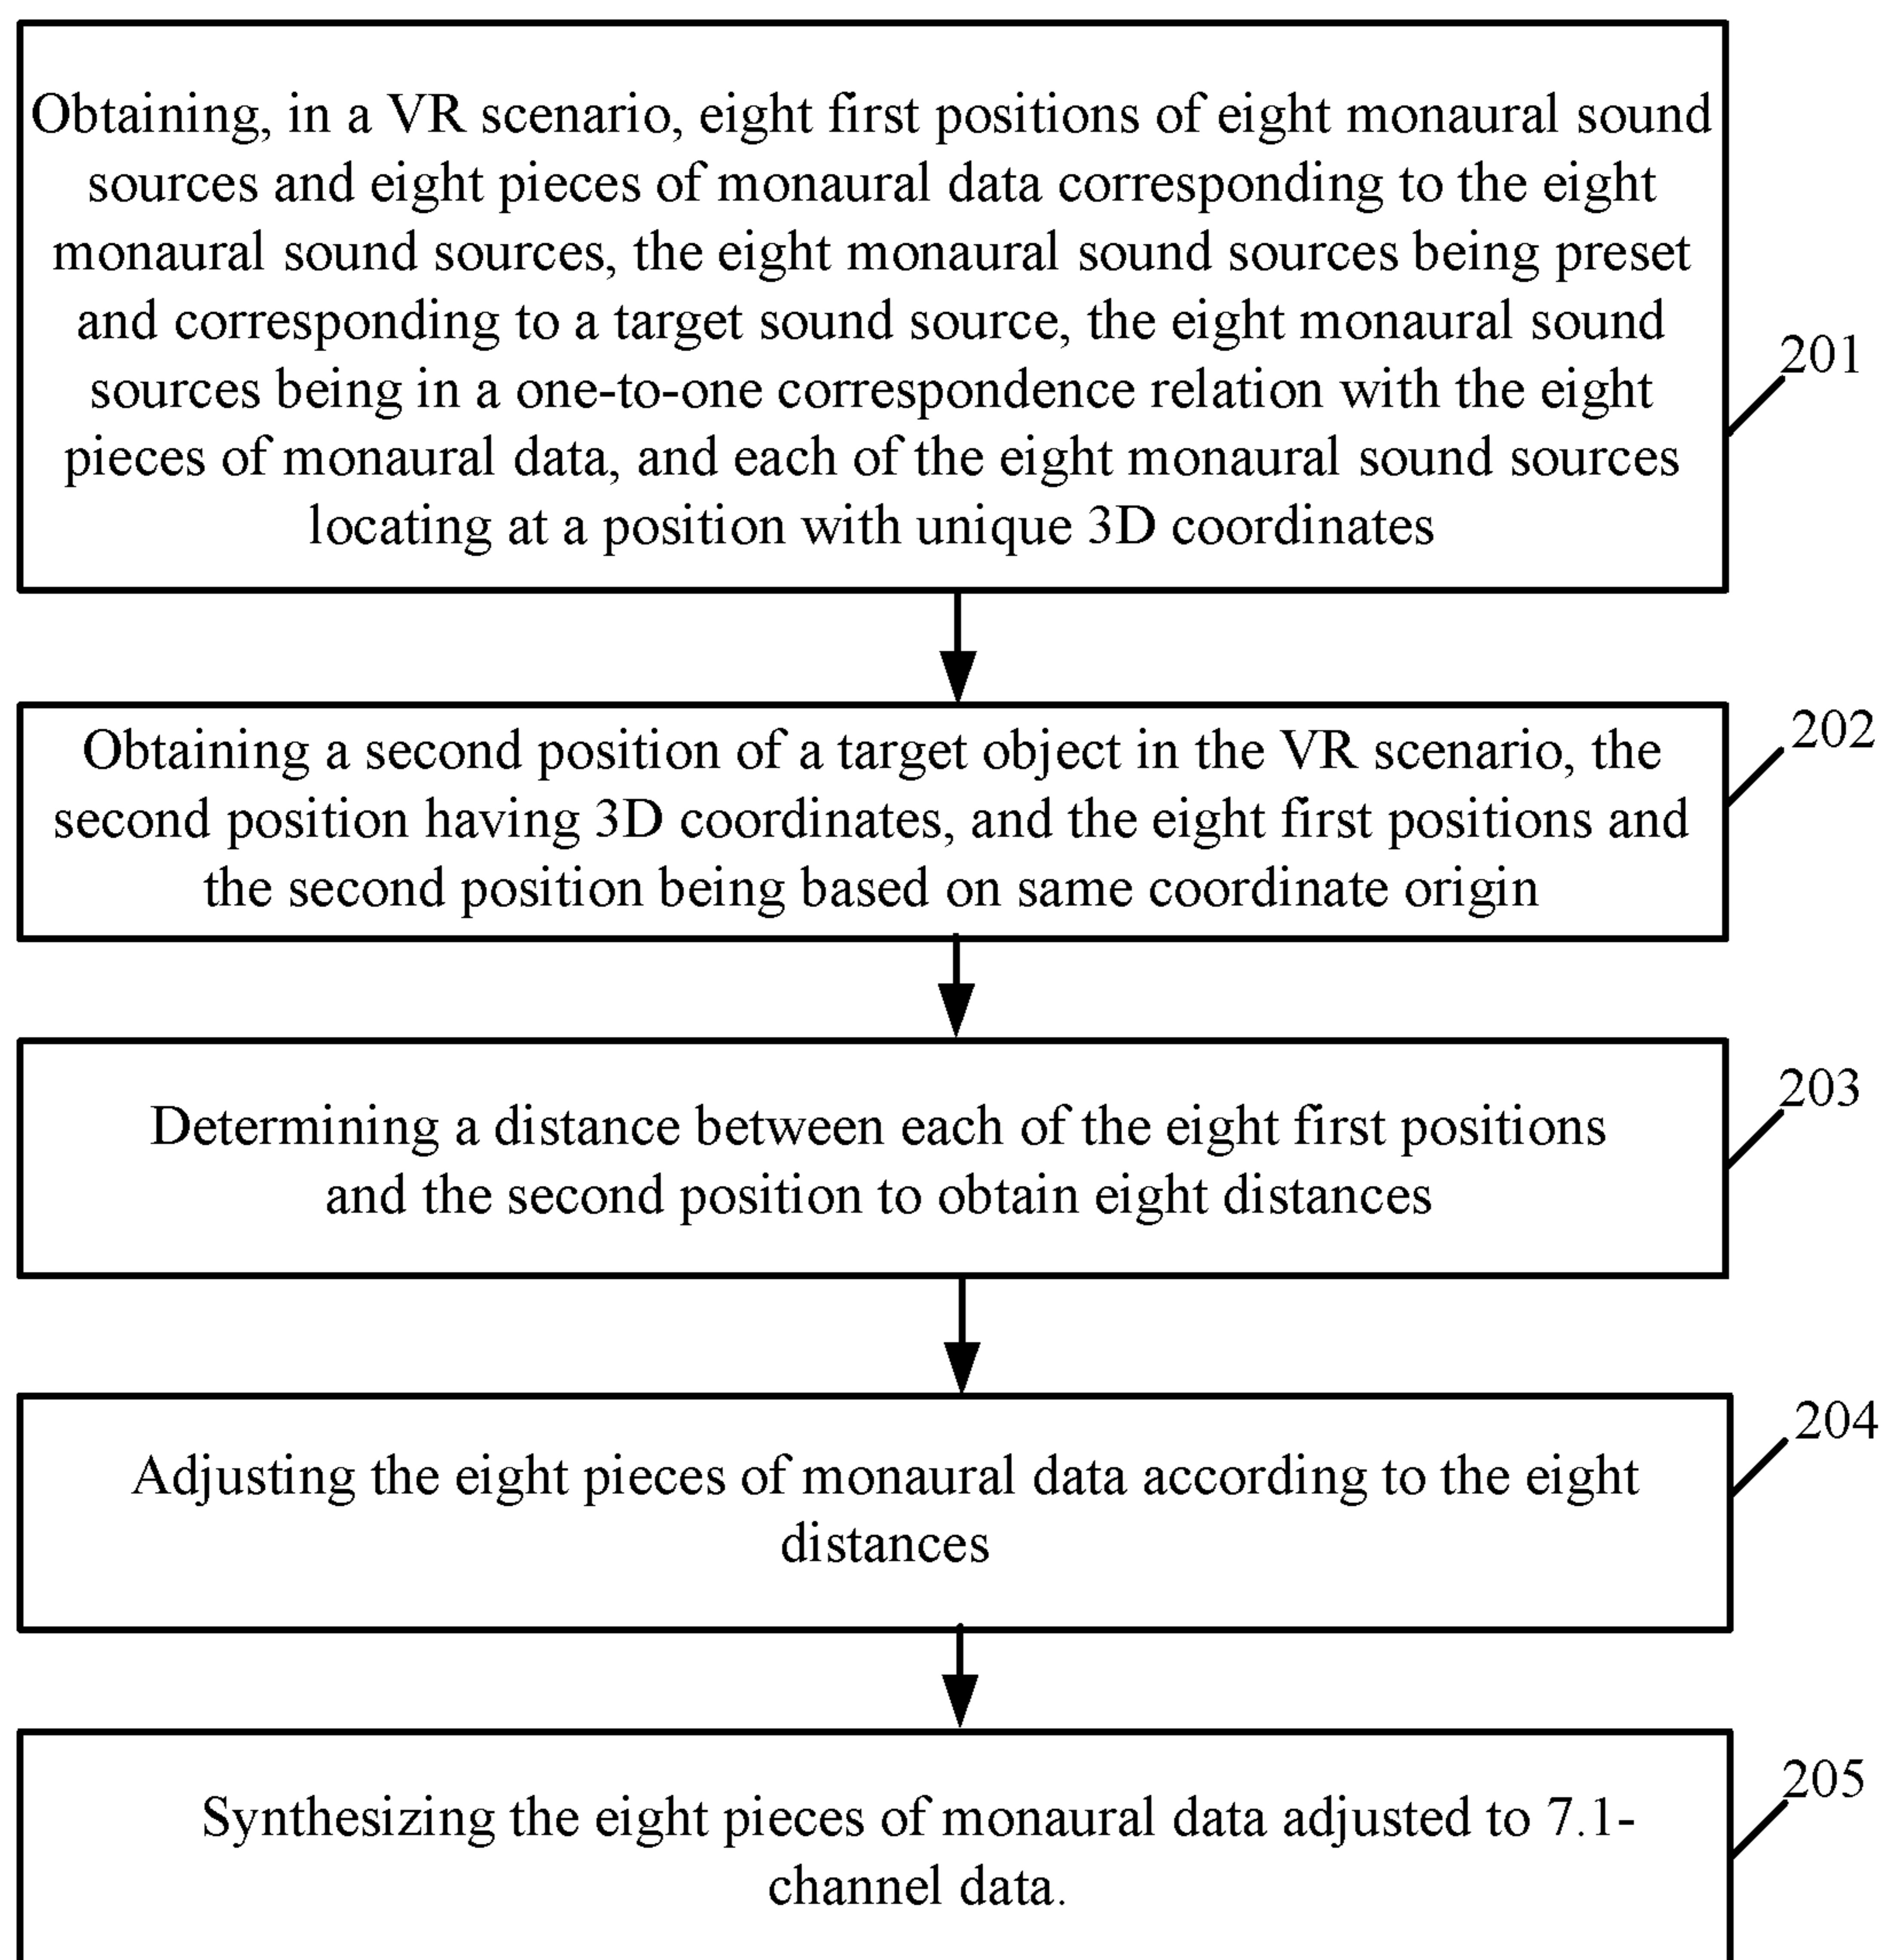 Obtaining, in a VR scenario, eight first positions of eight monaural sound
sources and eight pieces of monaural data corresponding to the eight
monaural sound sources, the eight monaural sound sources being preset
and corresponding to a target sound source, the eight monaural sound
sources being in a one-to-one correspondence relation with the eight
pieces of monaural data, and each of the eight monaural sound sources
locating at a position with unique 3D coordinates
201
Obtaining a second position of a target object in the VR scenario, the
second position having 3D coordinates, and the eight first positions and
the second position being based on same coordinate origin
202
Determining a distance between each of the eight first positions
and the second position to obtain eight distances
203
Adjusting the eight pieces of monaural data according to the eight
distances
204
Synthesizing the eight pieces of monaural data adjusted to 7.1-
channel data.
205